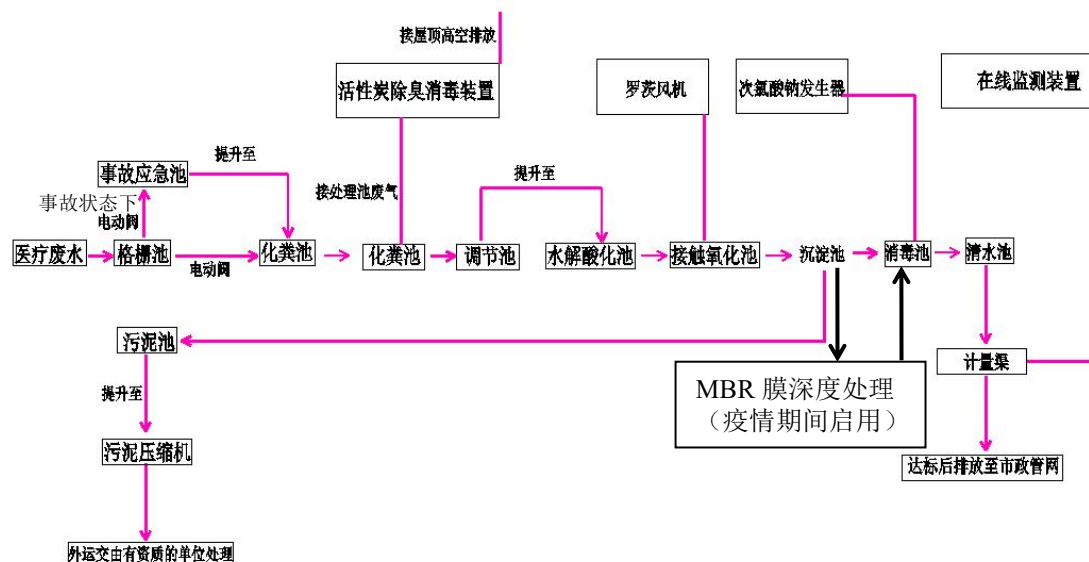 接屋顶高空排放
活性炭除臭消毒装置
罗茨风机
次氯酸钠发生器
在线监测装置
提升至
事故应急池
提升至
接处理池废气
事故状态下
电动阀
医疗废水
格栅池
电动阀
化粪池
化粪池
调节池
水解酸化池
接触氧化池
沉淀池
消毒池
清水池
污泥池
计量渠
提升至
MBR 膜深度处理
（疫情期间启用）
污泥压缩机
达标后排放至市政管网
外运交由有资质的单位处理